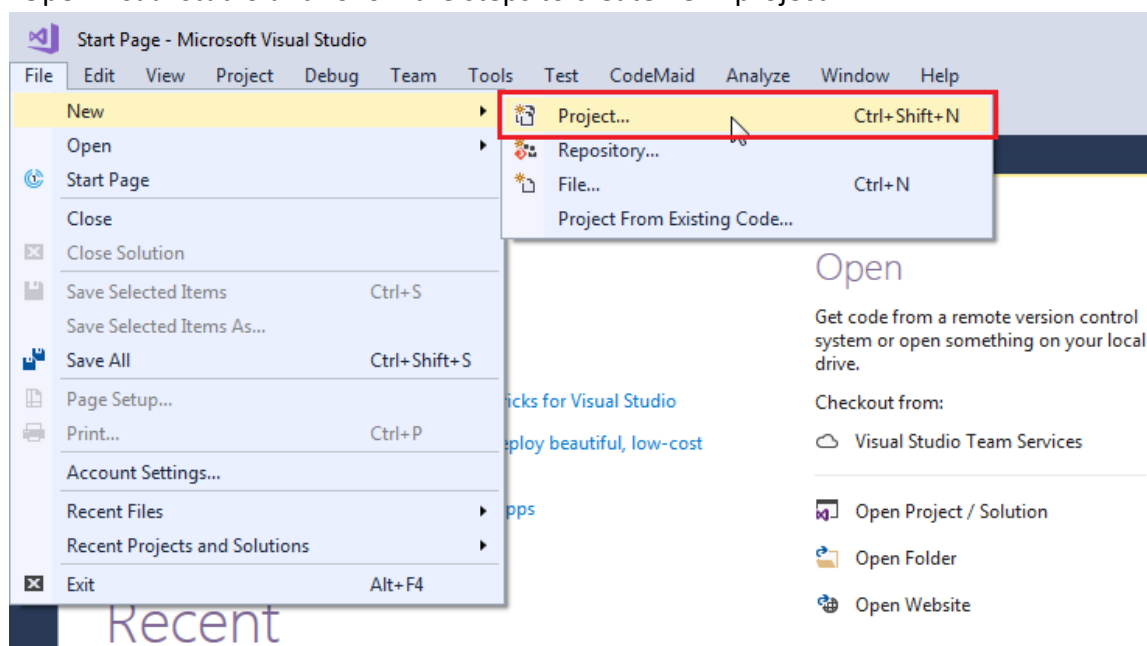 Start Page - Microsoft Visual Studio
File Edit View Project Debug Team Tools Test CodeMaid Analyze Window Help
New
Project... Ctrl+Shift+N
Open
Repository...
Start Page
File... Ctrl+N
Close
Project From Existing Code...
Close Solution
Save Selected Items Ctrl+S
Save Selected Items As...
Save All Ctrl+Shift+S
Page Setup...
Print... Ctrl+P
Account Settings...
Recent Files
Recent Projects and Solutions
Exit Alt+F4
icks for Visual Studio
eploy beautiful, low-cost
pps
Recent
Open
Get code from a remote version control
system or open something on your local
drive.
Checkout from:
Visual Studio Team Services
Open Project / Solution
Open Folder
Open Website